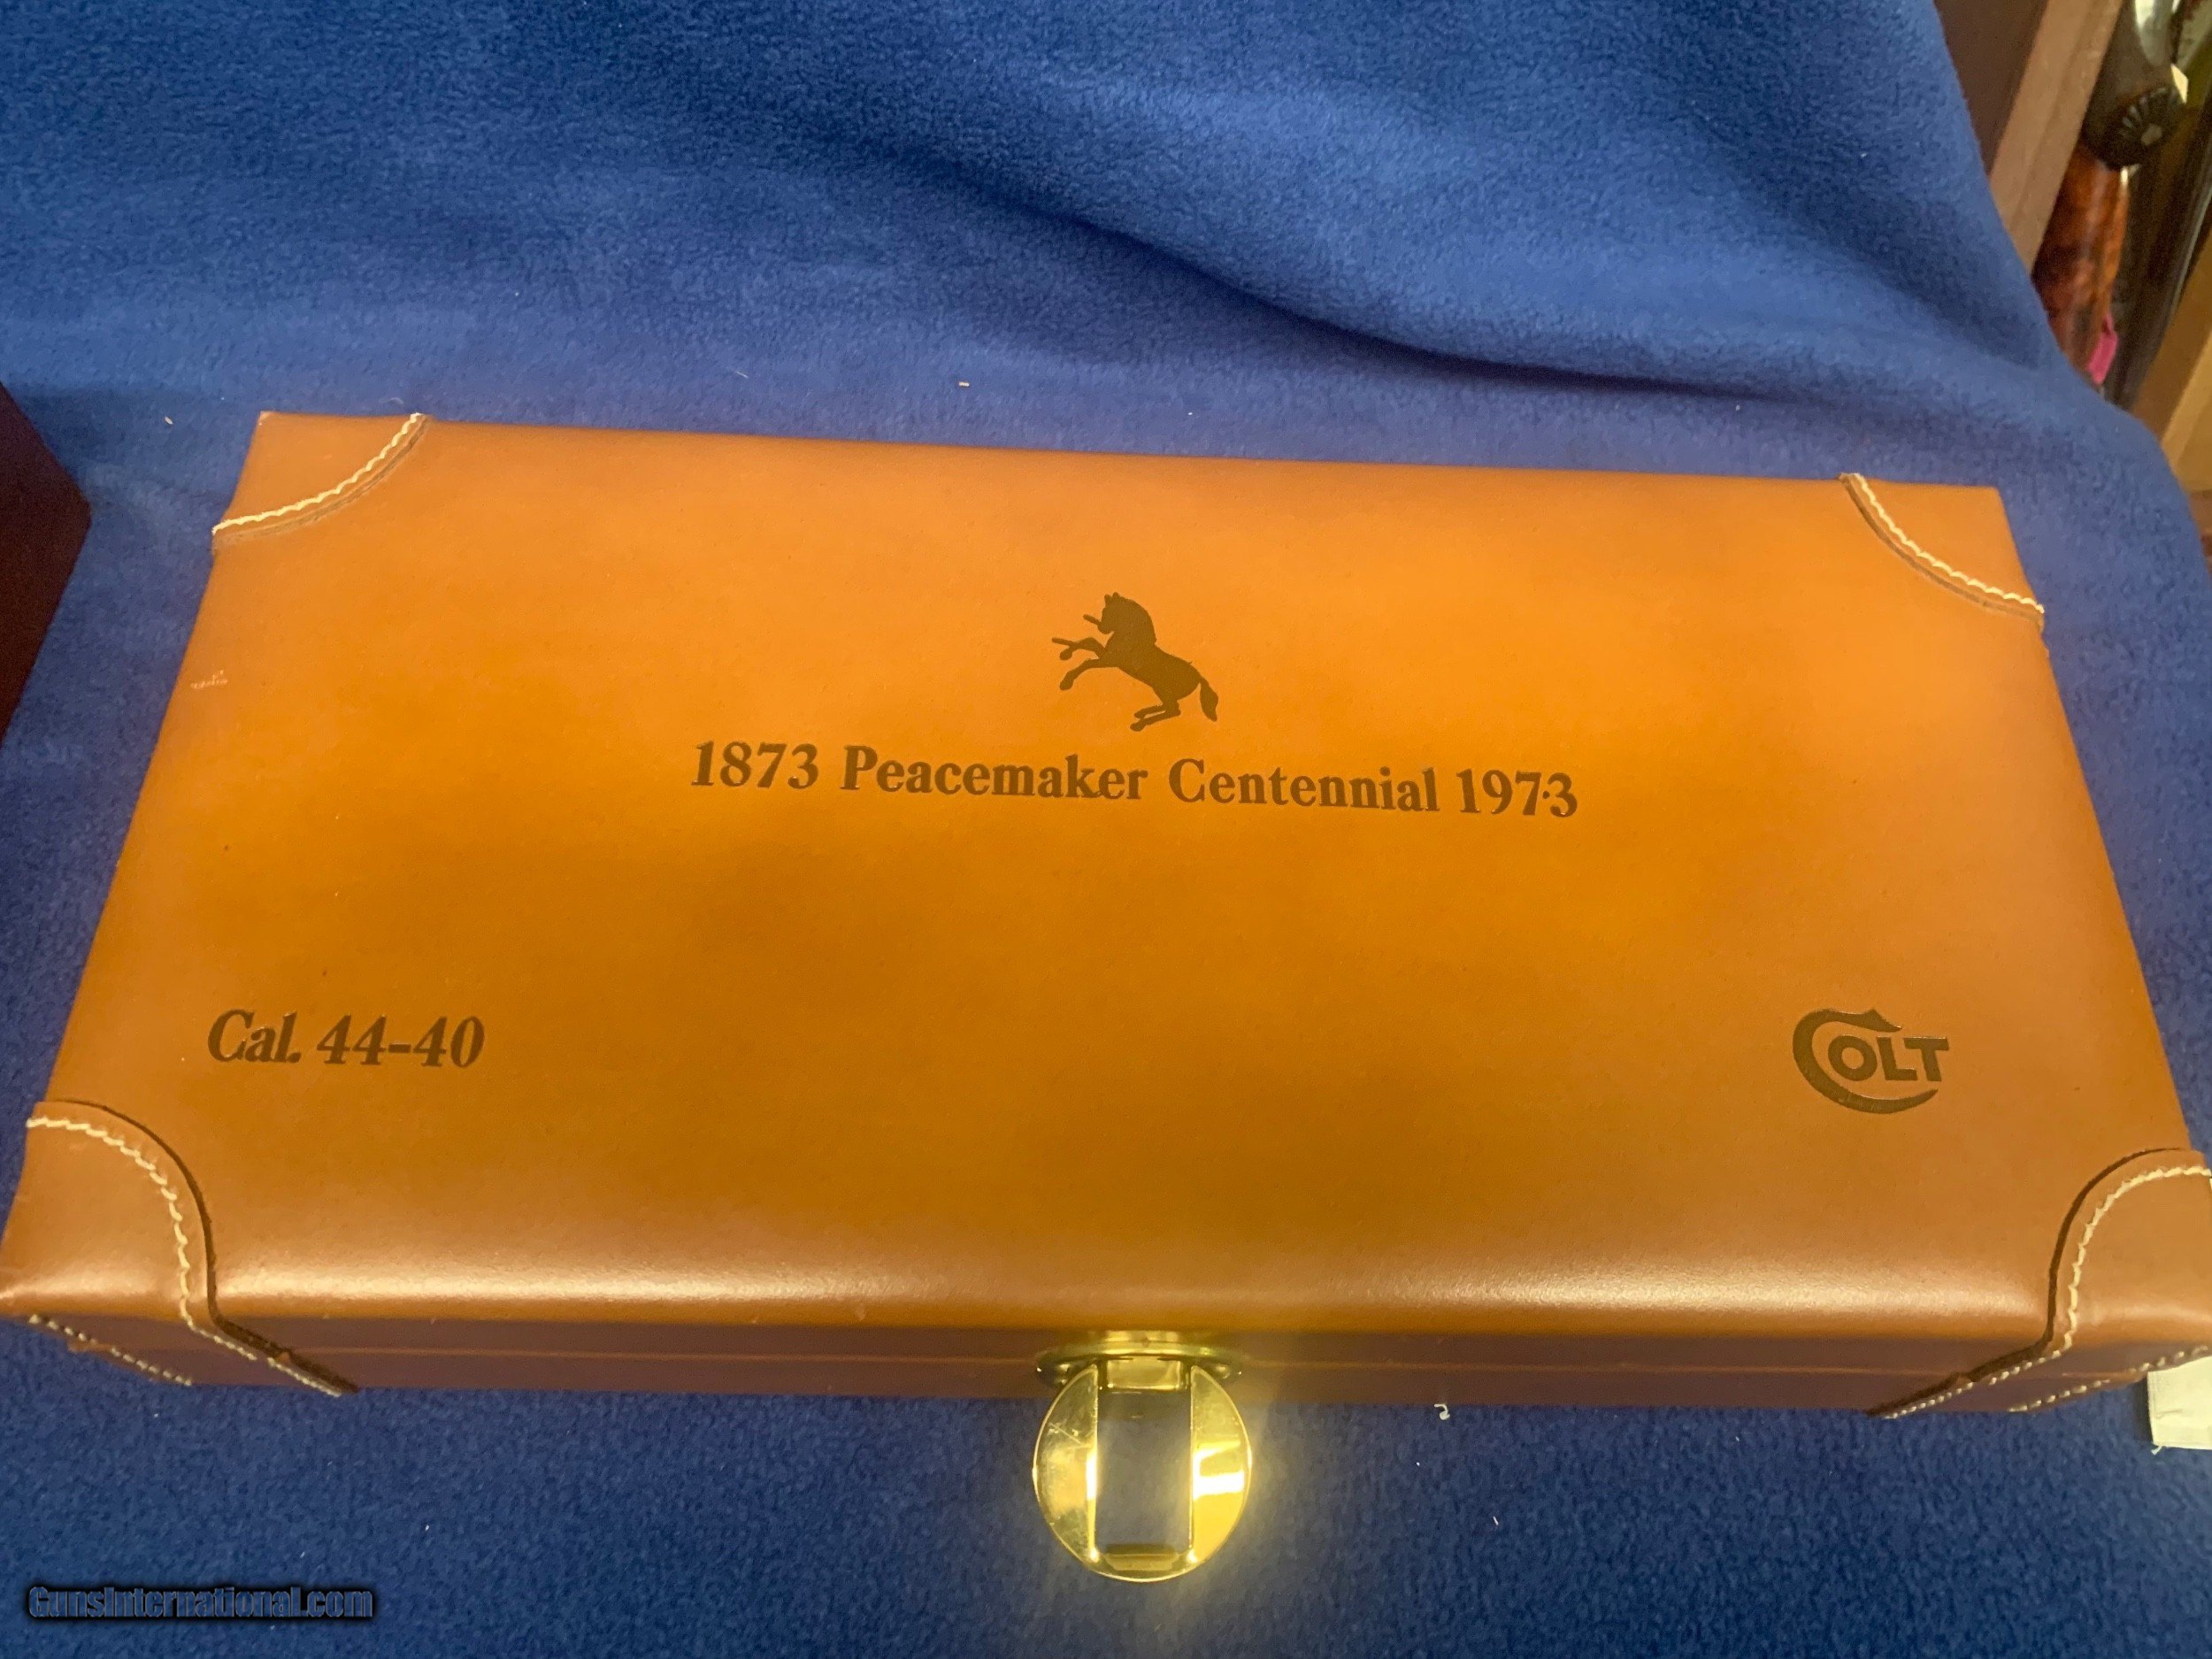 1873 Peacemaker Centennial 1973
Cal. 44-40
COLT
GunsInternational.com